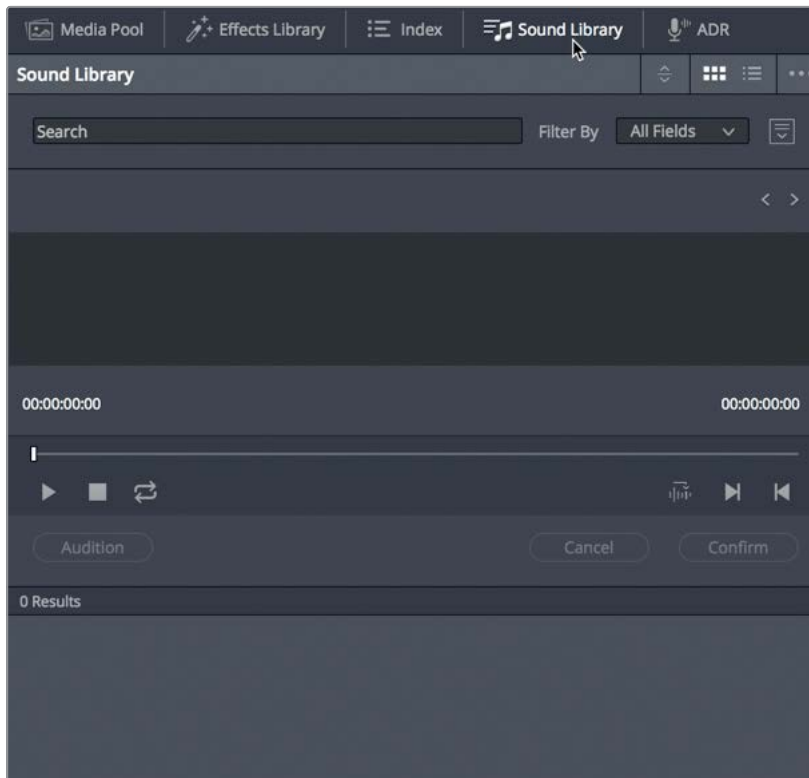 Media Pool Effects Library Index Sound Library ADR
Sound Library
Search Filter By All Fields
00:00:00:00 00:00:00:00
Audition Cancel Confirm
0 Results